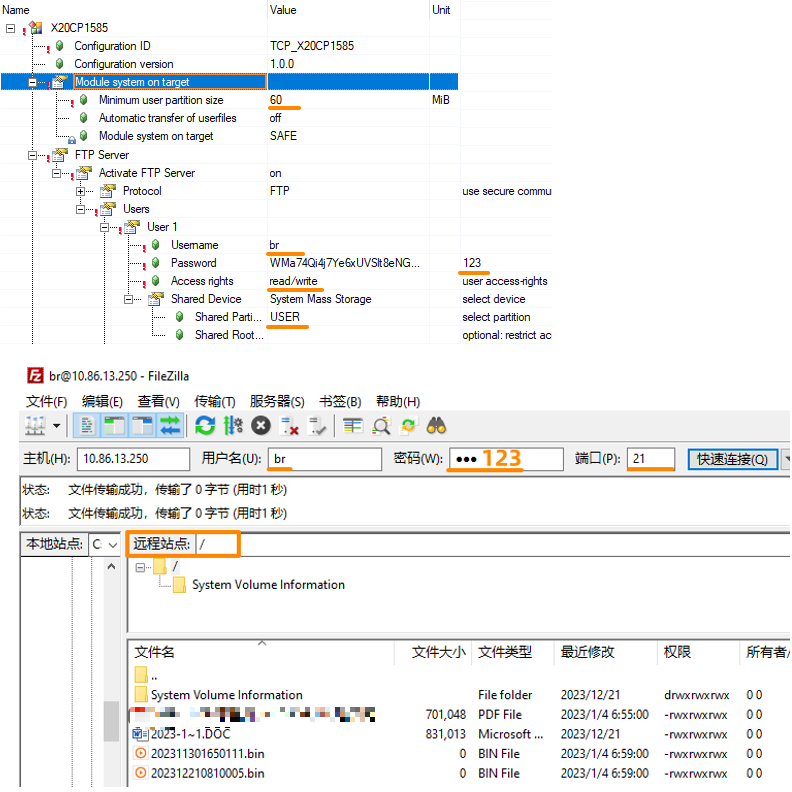 Name Value Unit
X20CP1585
Configuration ID TCP_X20CP1585
Configuration version 1.0.0
Module system on target
Minimum user partition size 60 MiB
Automatic transfer of userfiles off
Module system on target SAFE
FTP Server
Activate FTP Server on
Protocol FTP use secure commu
Users
User 1
Username br
Password WMa74Qi4j7Ye6xUVSIt8eNG... 123
Access rights read/write user access-rights
Shared Device System Mass Storage select device
Shared Parti... USER select partition
Shared Root... optional: restrict ac
br@10.86.13.250 - FileZilla
文件(F) 编辑(E) 查看(V) 传输(T) 服务器(S) 书签(B) 帮助(H)
主机(H): 10.86.13.250 用户名(U): br 密码(W): ••• 123 端口(P): 21 快速连接(Q)
状态: 文件传输成功，传输了 0 字节 (用时1 秒)
状态: 文件传输成功，传输了 0 字节 (用时1 秒)
本地站点: C 远程站点: /
/
System Volume Information
文件名 文件大小 文件类型 最近修改 权限 所有者/
..
System Volume Information File folder 2023/12/21 drwxrwxrwx 0 0
701,048 PDF File 2023/1/4 6:55:00 -rwxrwxrwx 0 0
2023-1~1.DOC 831,013 Microsoft ... 2023/12/21 -rwxrwxrwx 0 0
202311301650111.bin 0 BIN File 2023/1/4 6:59:00 -rwxrwxrwx 0 0
202312210810005.bin 0 BIN File 2023/1/4 6:59:00 -rwxrwxrwx 0 0